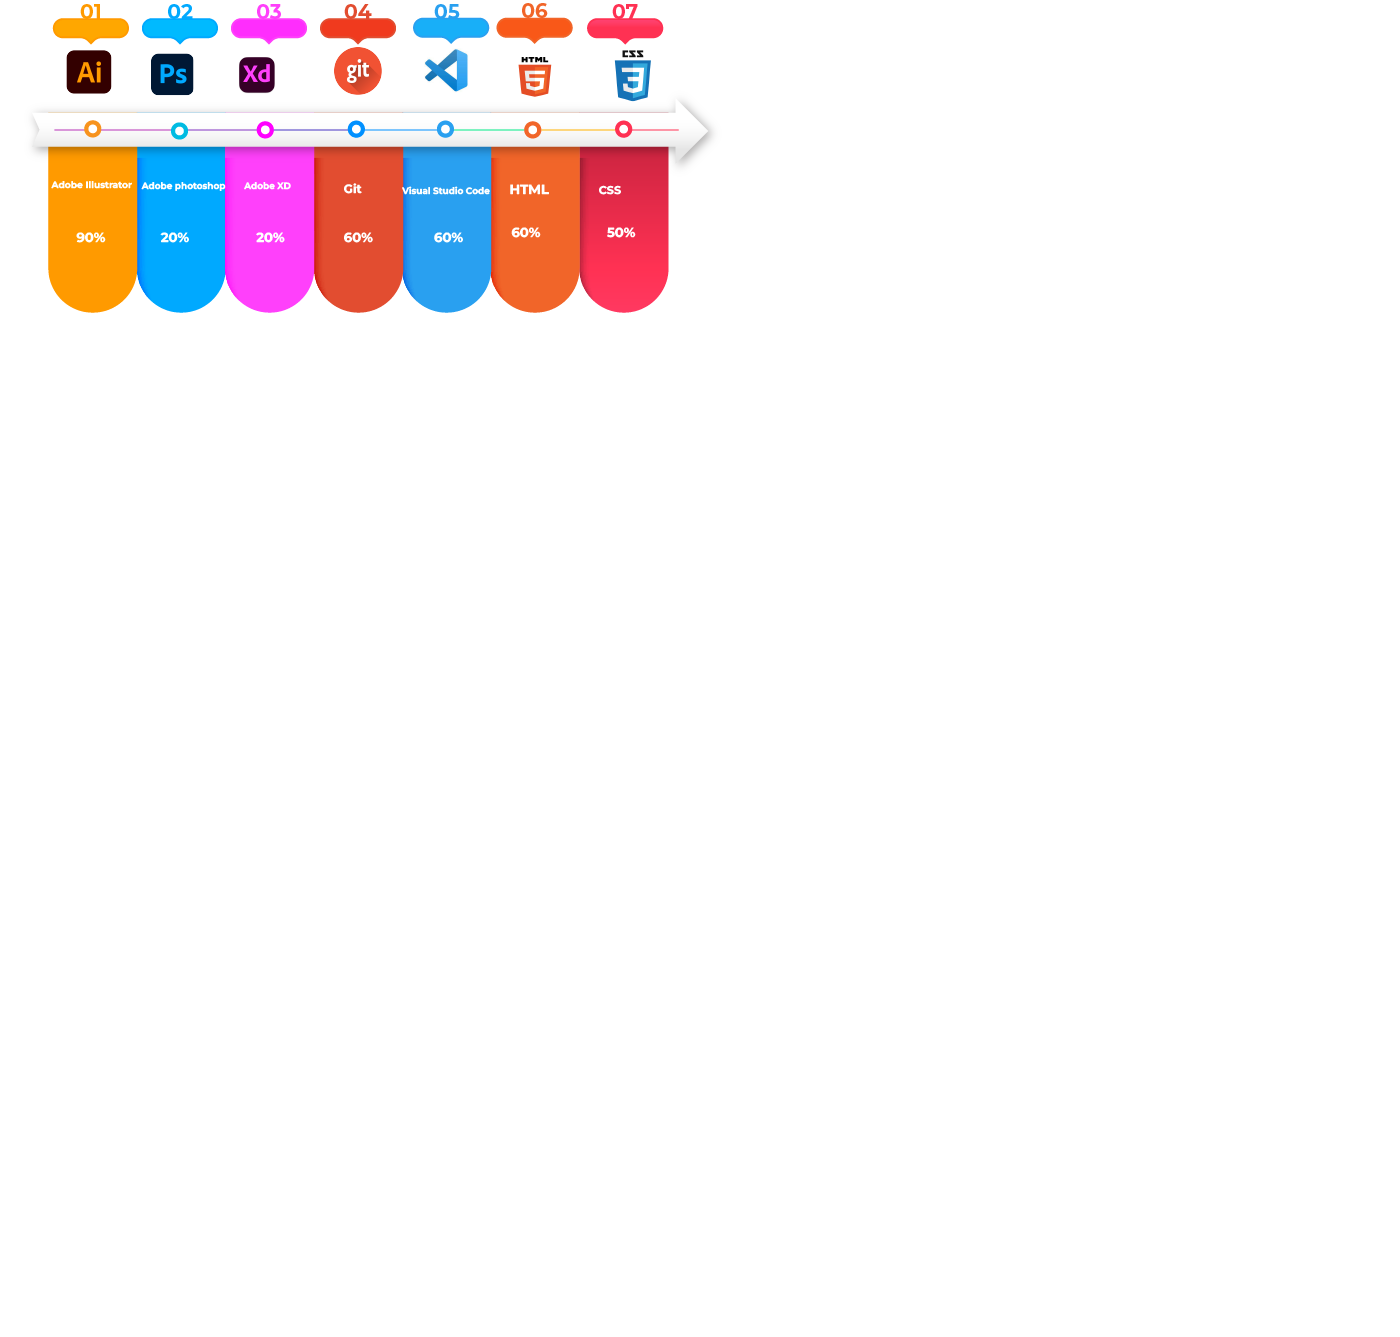 01 02 03 04 05 06 07
Ai Ps Xd git HTML 5 CSS 3
Adobe Illustrator
90%
Adobe photoshop
20%
Adobe XD
20%
Git
60%
Visual Studio Code
60%
HTML
60%
CSS
50%